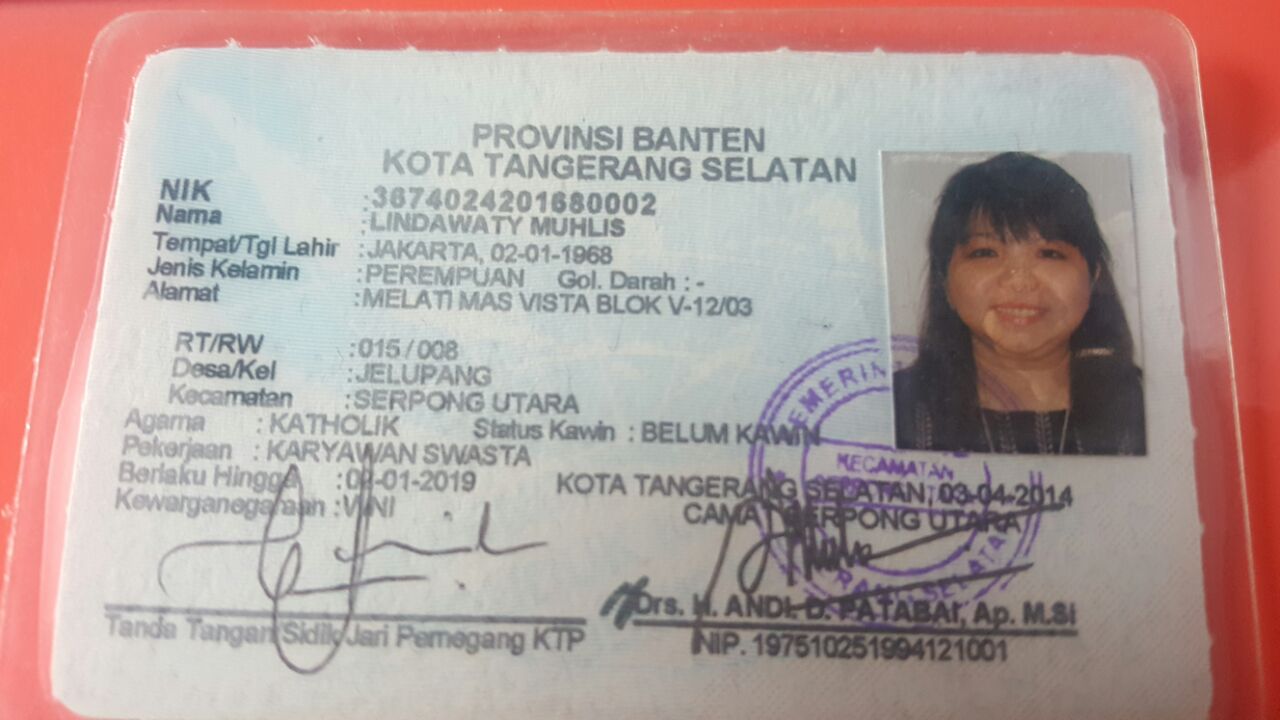 PROVINSI BANTEN
KOTA TANGERANG SELATAN
NIK : 3674024201680002
Nama : LINDAWATY MUHLIS
Tempat/Tgl Lahir : JAKARTA, 02-01-1968
Jenis Kelamin : PEREMPUAN Gol. Darah : -
Alamat : MELATI MAS VISTA BLOK V-12/03
RT/RW : 015 / 008
Desa/Kel : JELUPANG
Kecamatan : SERPONG UTARA
Agama : KATHOLIK Status Kawin : BELUM KAWIN
Pekerjaan : KARYAWAN SWASTA
Berlaku Hingga : 02-01-2019
Kewarganegaraan : WNI
KOTA TANGERANG SELATAN, 03-04-2014
CAMAT SERPONG UTARA
KECAMATAN
Drs. H. ANDI. D. PATABAI, Ap. M.Si
NIP. 197510251994121001
Tanda Tangan/Sidik Jari Pemegang KTP